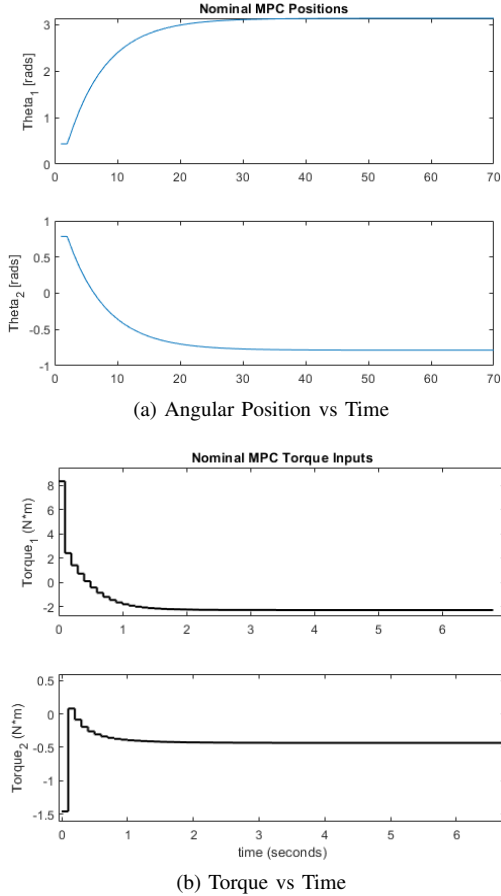 Nominal MPC Positions
3
2
1
0
Theta1 [rads]
0 10 20 30 40 50 60 70
1
0.5
0
-0.5
-1
Theta2 [rads]
0 10 20 30 40 50 60 70
(a) Angular Position vs Time
Nominal MPC Torque Inputs
8
6
4
2
0
-2
Torque1 (N*m)
0 1 2 3 4 5 6
0.5
0
-0.5
-1
-1.5
Torque2 (N*m)
0 1 2 3 4 5 6
time (seconds)
(b) Torque vs Time